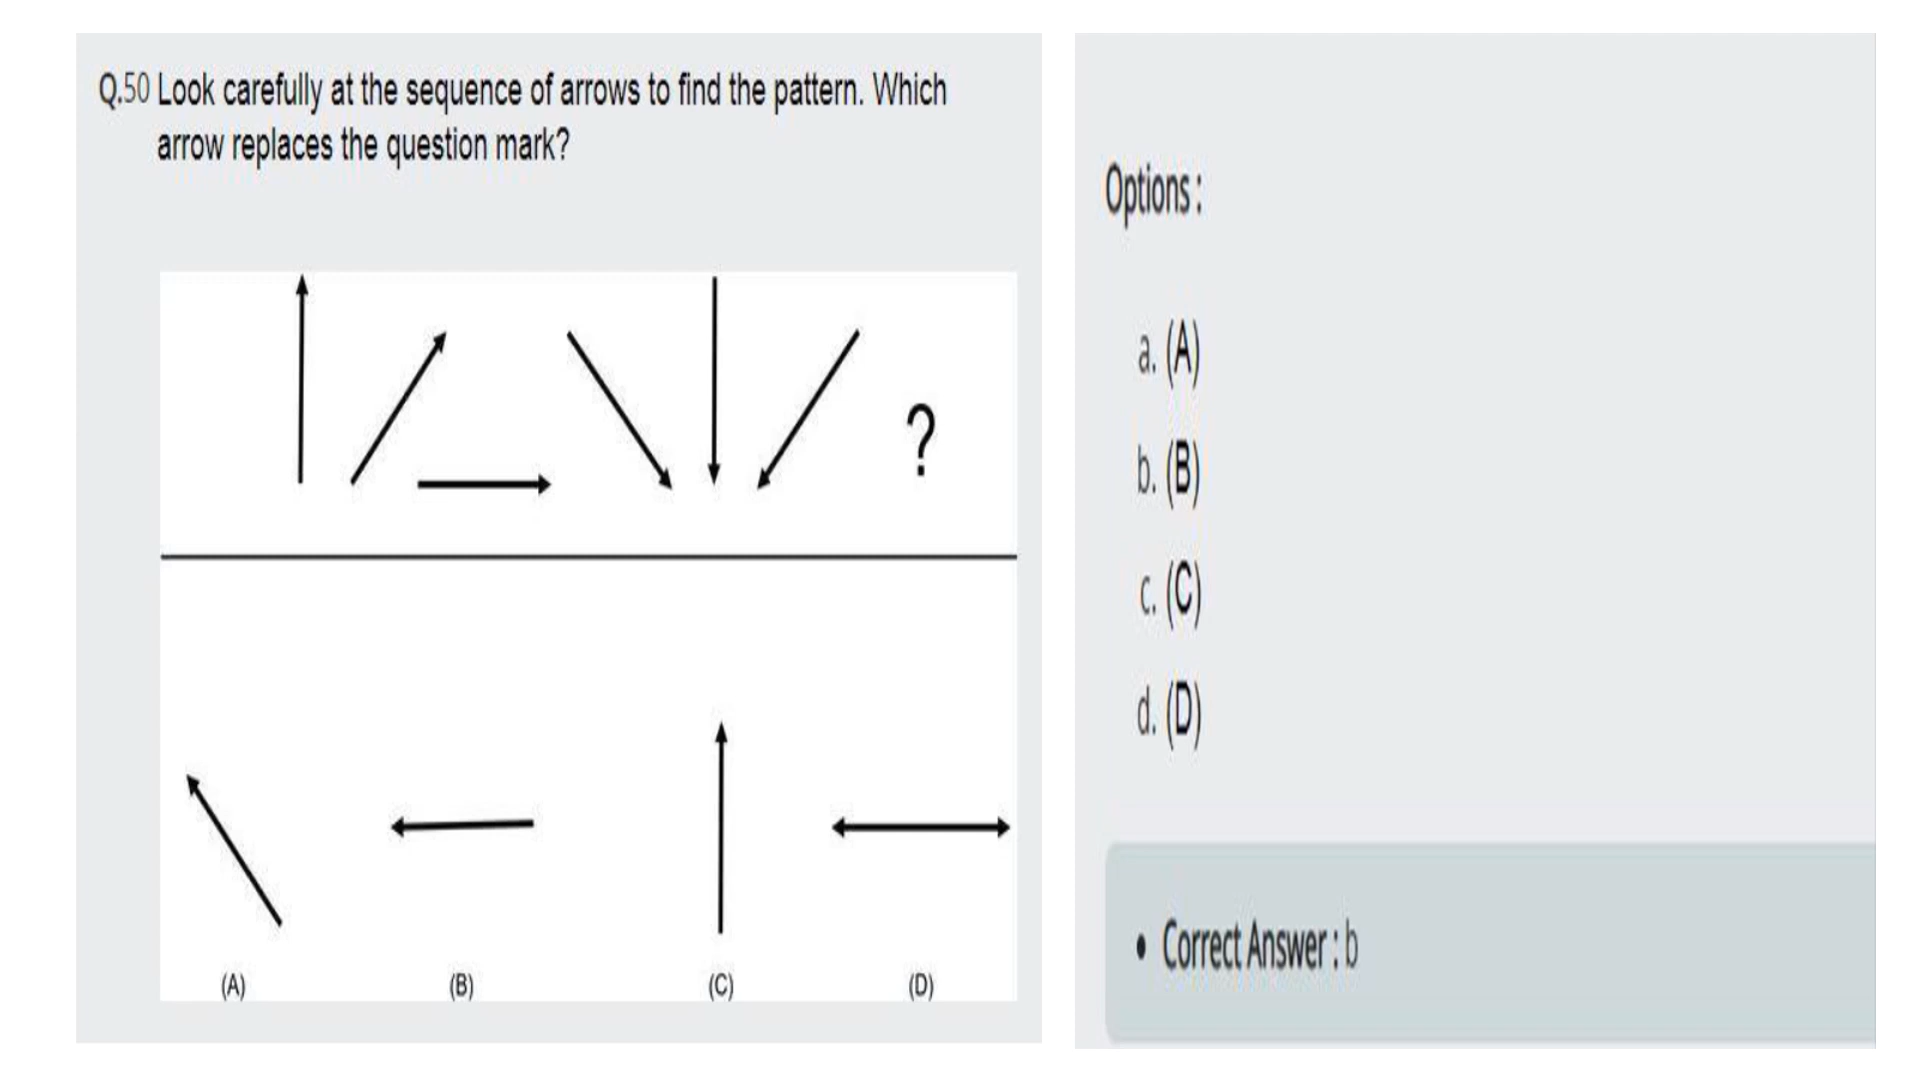 Q.50 Look carefully at the sequence of arrows to find the pattern. Which
arrow replaces the question mark?
?
(A) (B) (C) (D)
Options :
a. (A)
b. (B)
c. (C)
d. (D)
• Correct Answer : b